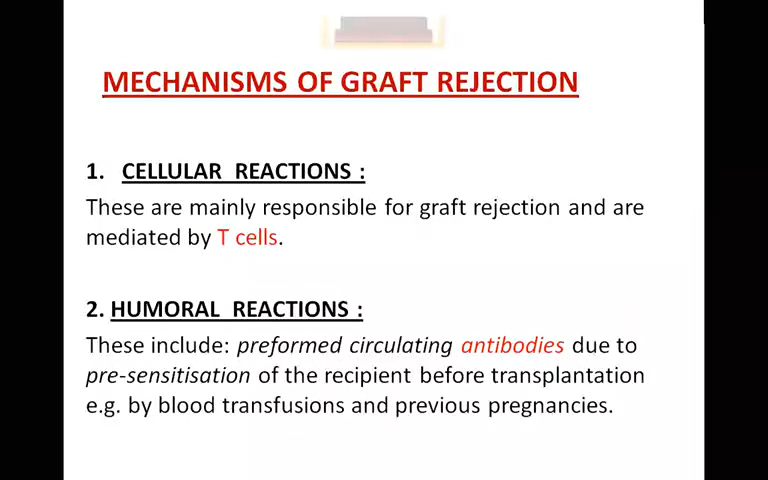 MECHANISMS OF GRAFT REJECTION
1. CELLULAR REACTIONS :
These are mainly responsible for graft rejection and are
mediated by T cells.
2. HUMORAL REACTIONS :
These include: preformed circulating antibodies due to
pre-sensitisation of the recipient before transplantation
e.g. by blood transfusions and previous pregnancies.